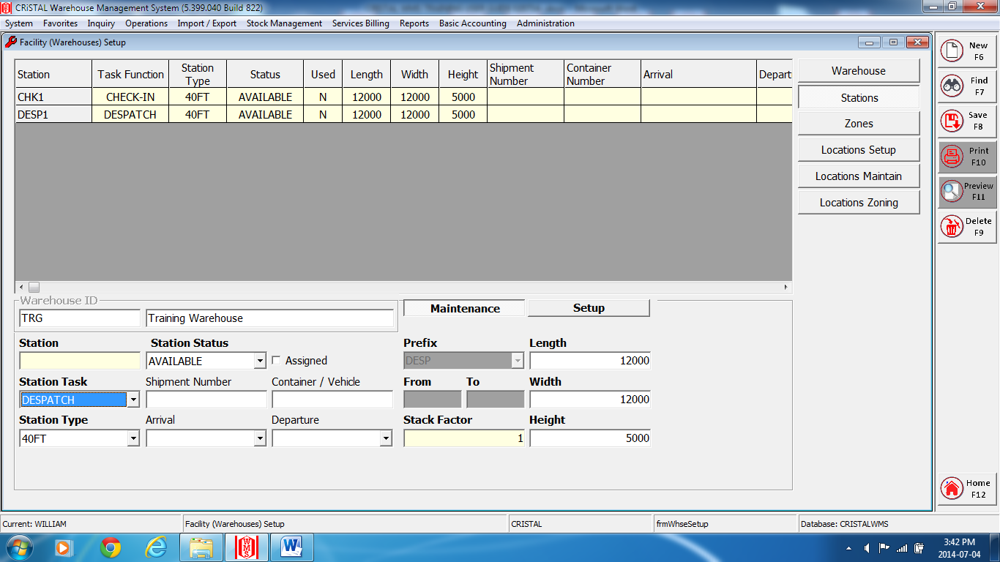 CRiSTAL Warehouse Management System (5.399.040 Build 822)
System Favorites Inquiry Operations Import / Export Stock Management Services Billing Reports Basic Accounting Administration
Facility (Warehouses) Setup
Station Task Function Station Type Status Used Length Width Height Shipment Number Container Number Arrival Depart
CHK1 CHECK-IN 40FT AVAILABLE N 12000 12000 5000
DESP1 DESPATCH 40FT AVAILABLE N 12000 12000 5000
Warehouse
Stations
Zones
Locations Setup
Locations Maintain
Locations Zoning
New
F6
Find
F7
Save
F8
Print
F10
Preview
F11
Delete
F9
Home
F12
Warehouse ID
TRG Training Warehouse
Maintenance Setup
Station Station Status Prefix Length
AVAILABLE Assigned DESP 12000
Station Task Shipment Number Container / Vehicle From To Width
DESPATCH 12000
Station Type Arrival Departure Stack Factor Height
40FT 1 5000
Current: WILLIAM Facility (Warehouses) Setup CRISTAL frmWhseSetup Database: CRISTALWMS
WMS
W
3:42 PM
2014-07-04